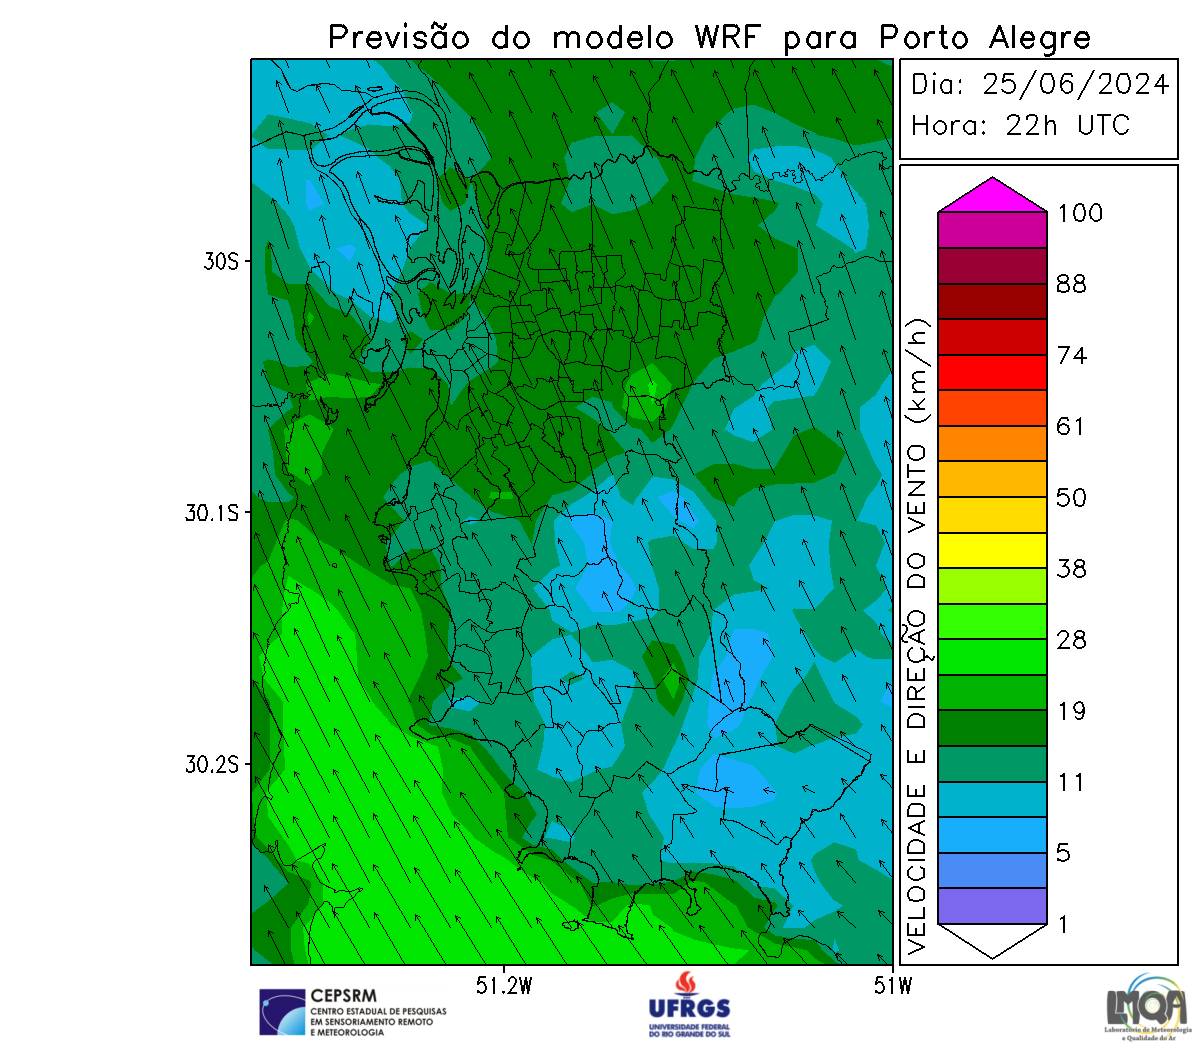 Previsão do modelo WRF para Porto Alegre
Dia: 25/06/2024
Hora: 22h UTC
30S
30.1S
30.2S
51.2W
51W
VELOCIDADE E DIREÇÃO DO VENTO (km/h)
100
88
74
61
50
38
28
19
11
5
1
CEPSRM
CENTRO ESTADUAL DE PESQUISAS
EM SENSORIAMENTO REMOTO
E METEOROLOGIA
UFRGS
UNIVERSIDADE FEDERAL
DO RIO GRANDE DO SUL
LMQA
Laboratório de Meteorologia
e Qualidade do Ar